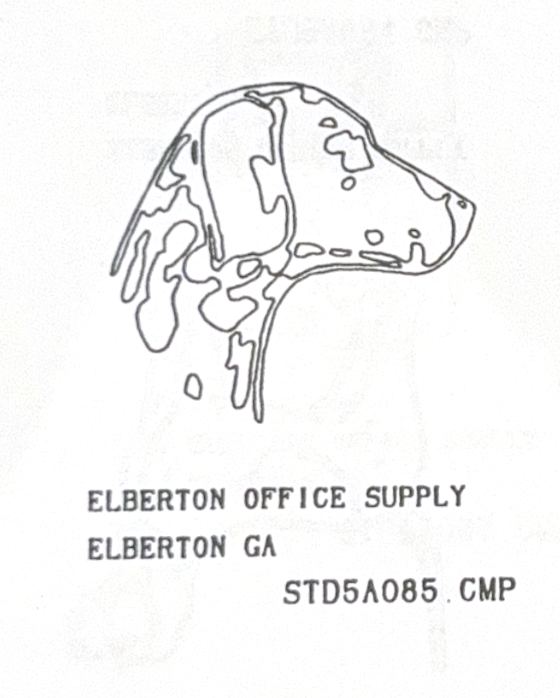 ELBERTON OFFICE SUPPLY
ELBERTON GA
STD5A085.CMP